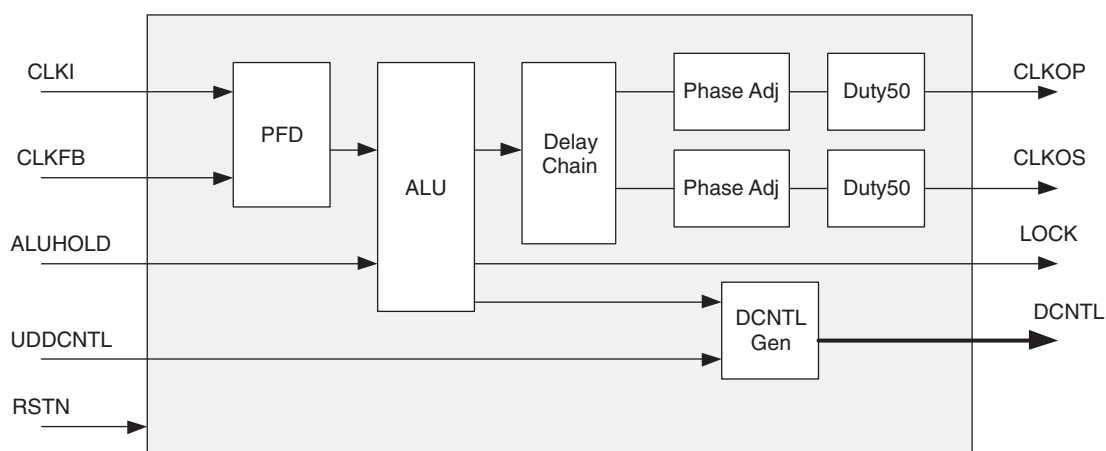 CLKI
CLKFB
ALUHOLD
UDDCNTL
RSTN
PFD
ALU
Delay
Chain
Phase Adj
Duty50
Phase Adj
Duty50
DCNTL
Gen
CLKOP
CLKOS
LOCK
DCNTL